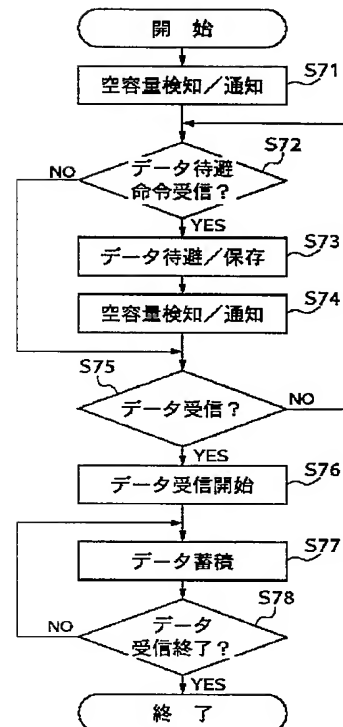 開 始
空容量検知／通知
S71
S72
データ待避
命令受信？
NO
YES
データ待避／保存
S73
空容量検知／通知
S74
S75
データ受信？
NO
YES
データ受信開始
S76
データ蓄積
S77
S78
データ
受信終了？
NO
YES
終 了